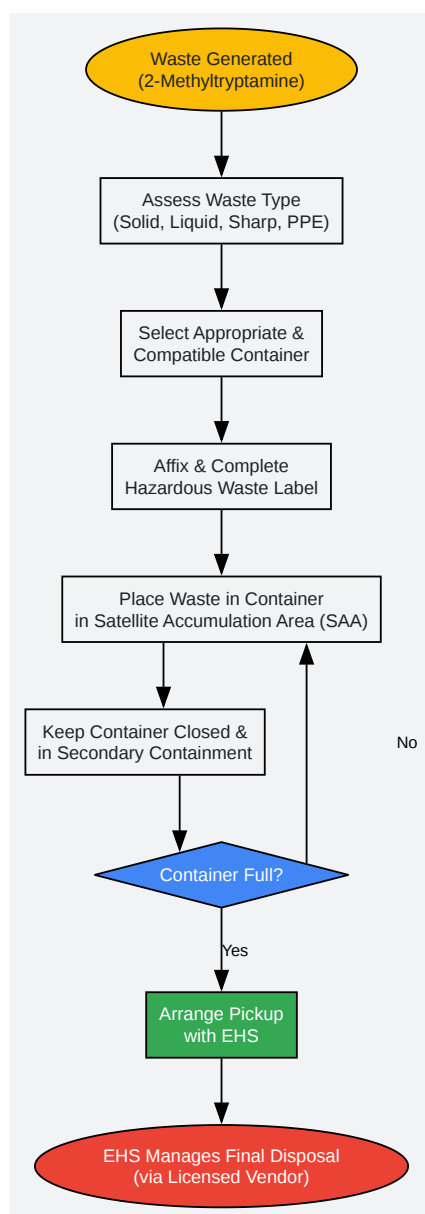 Waste Generated
(2-Methyltryptamine)
Assess Waste Type
(Solid, Liquid, Sharp, PPE)
Select Appropriate &
Compatible Container
Affix & Complete
Hazardous Waste Label
Place Waste in Container
in Satellite Accumulation Area (SAA)
Keep Container Closed &
in Secondary Containment
No
Container Full?
Yes
Arrange Pickup
with EHS
EHS Manages Final Disposal
(via Licensed Vendor)